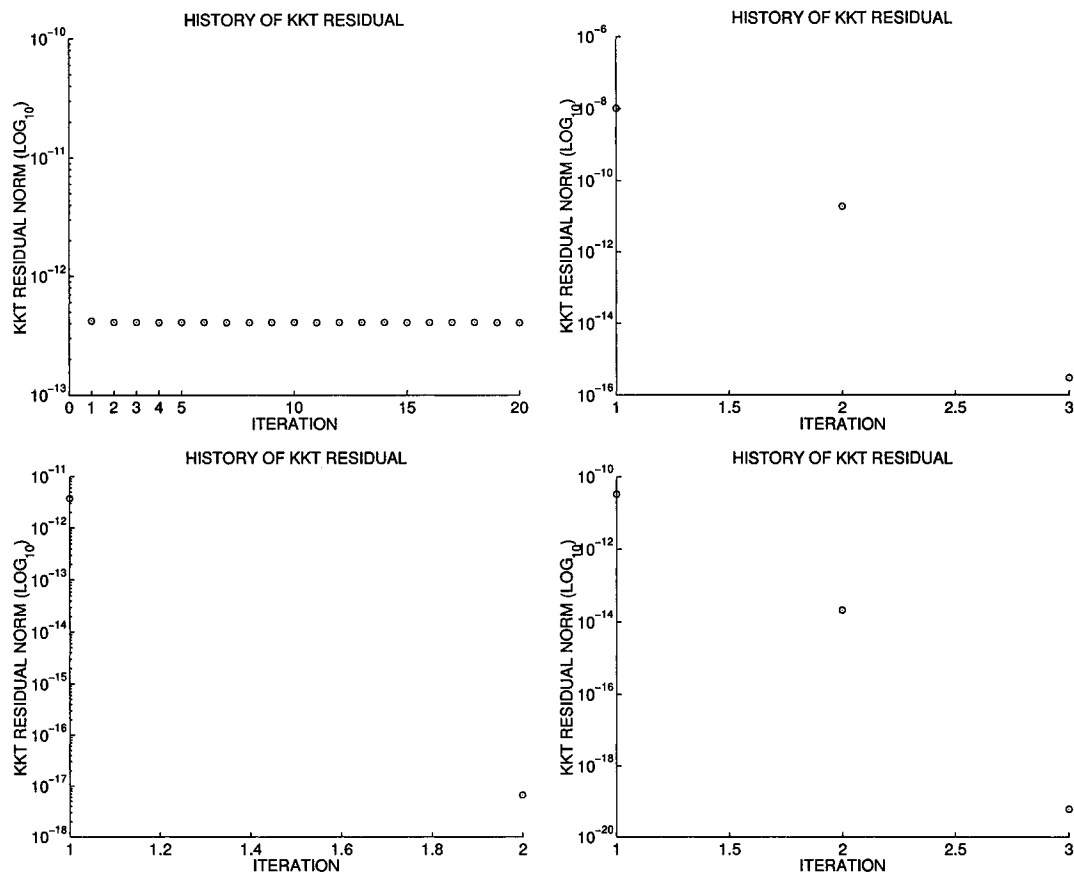 HISTORY OF KKT RESIDUAL
KKT RESIDUAL NORM (LOG10)
10^-10
10^-11
10^-12
10^-13
0 1 2 3 4 5 10 15 20
ITERATION
HISTORY OF KKT RESIDUAL
KKT RESIDUAL NORM (LOG10)
10^-6
10^-8
10^-10
10^-12
10^-14
10^-16
1 1.5 2 2.5 3
ITERATION
HISTORY OF KKT RESIDUAL
KKT RESIDUAL NORM (LOG10)
10^-11
10^-12
10^-13
10^-14
10^-15
10^-16
10^-17
10^-18
1 1.2 1.4 1.6 1.8 2
ITERATION
HISTORY OF KKT RESIDUAL
KKT RESIDUAL NORM (LOG10)
10^-10
10^-12
10^-14
10^-16
10^-18
10^-20
1 1.5 2 2.5 3
ITERATION